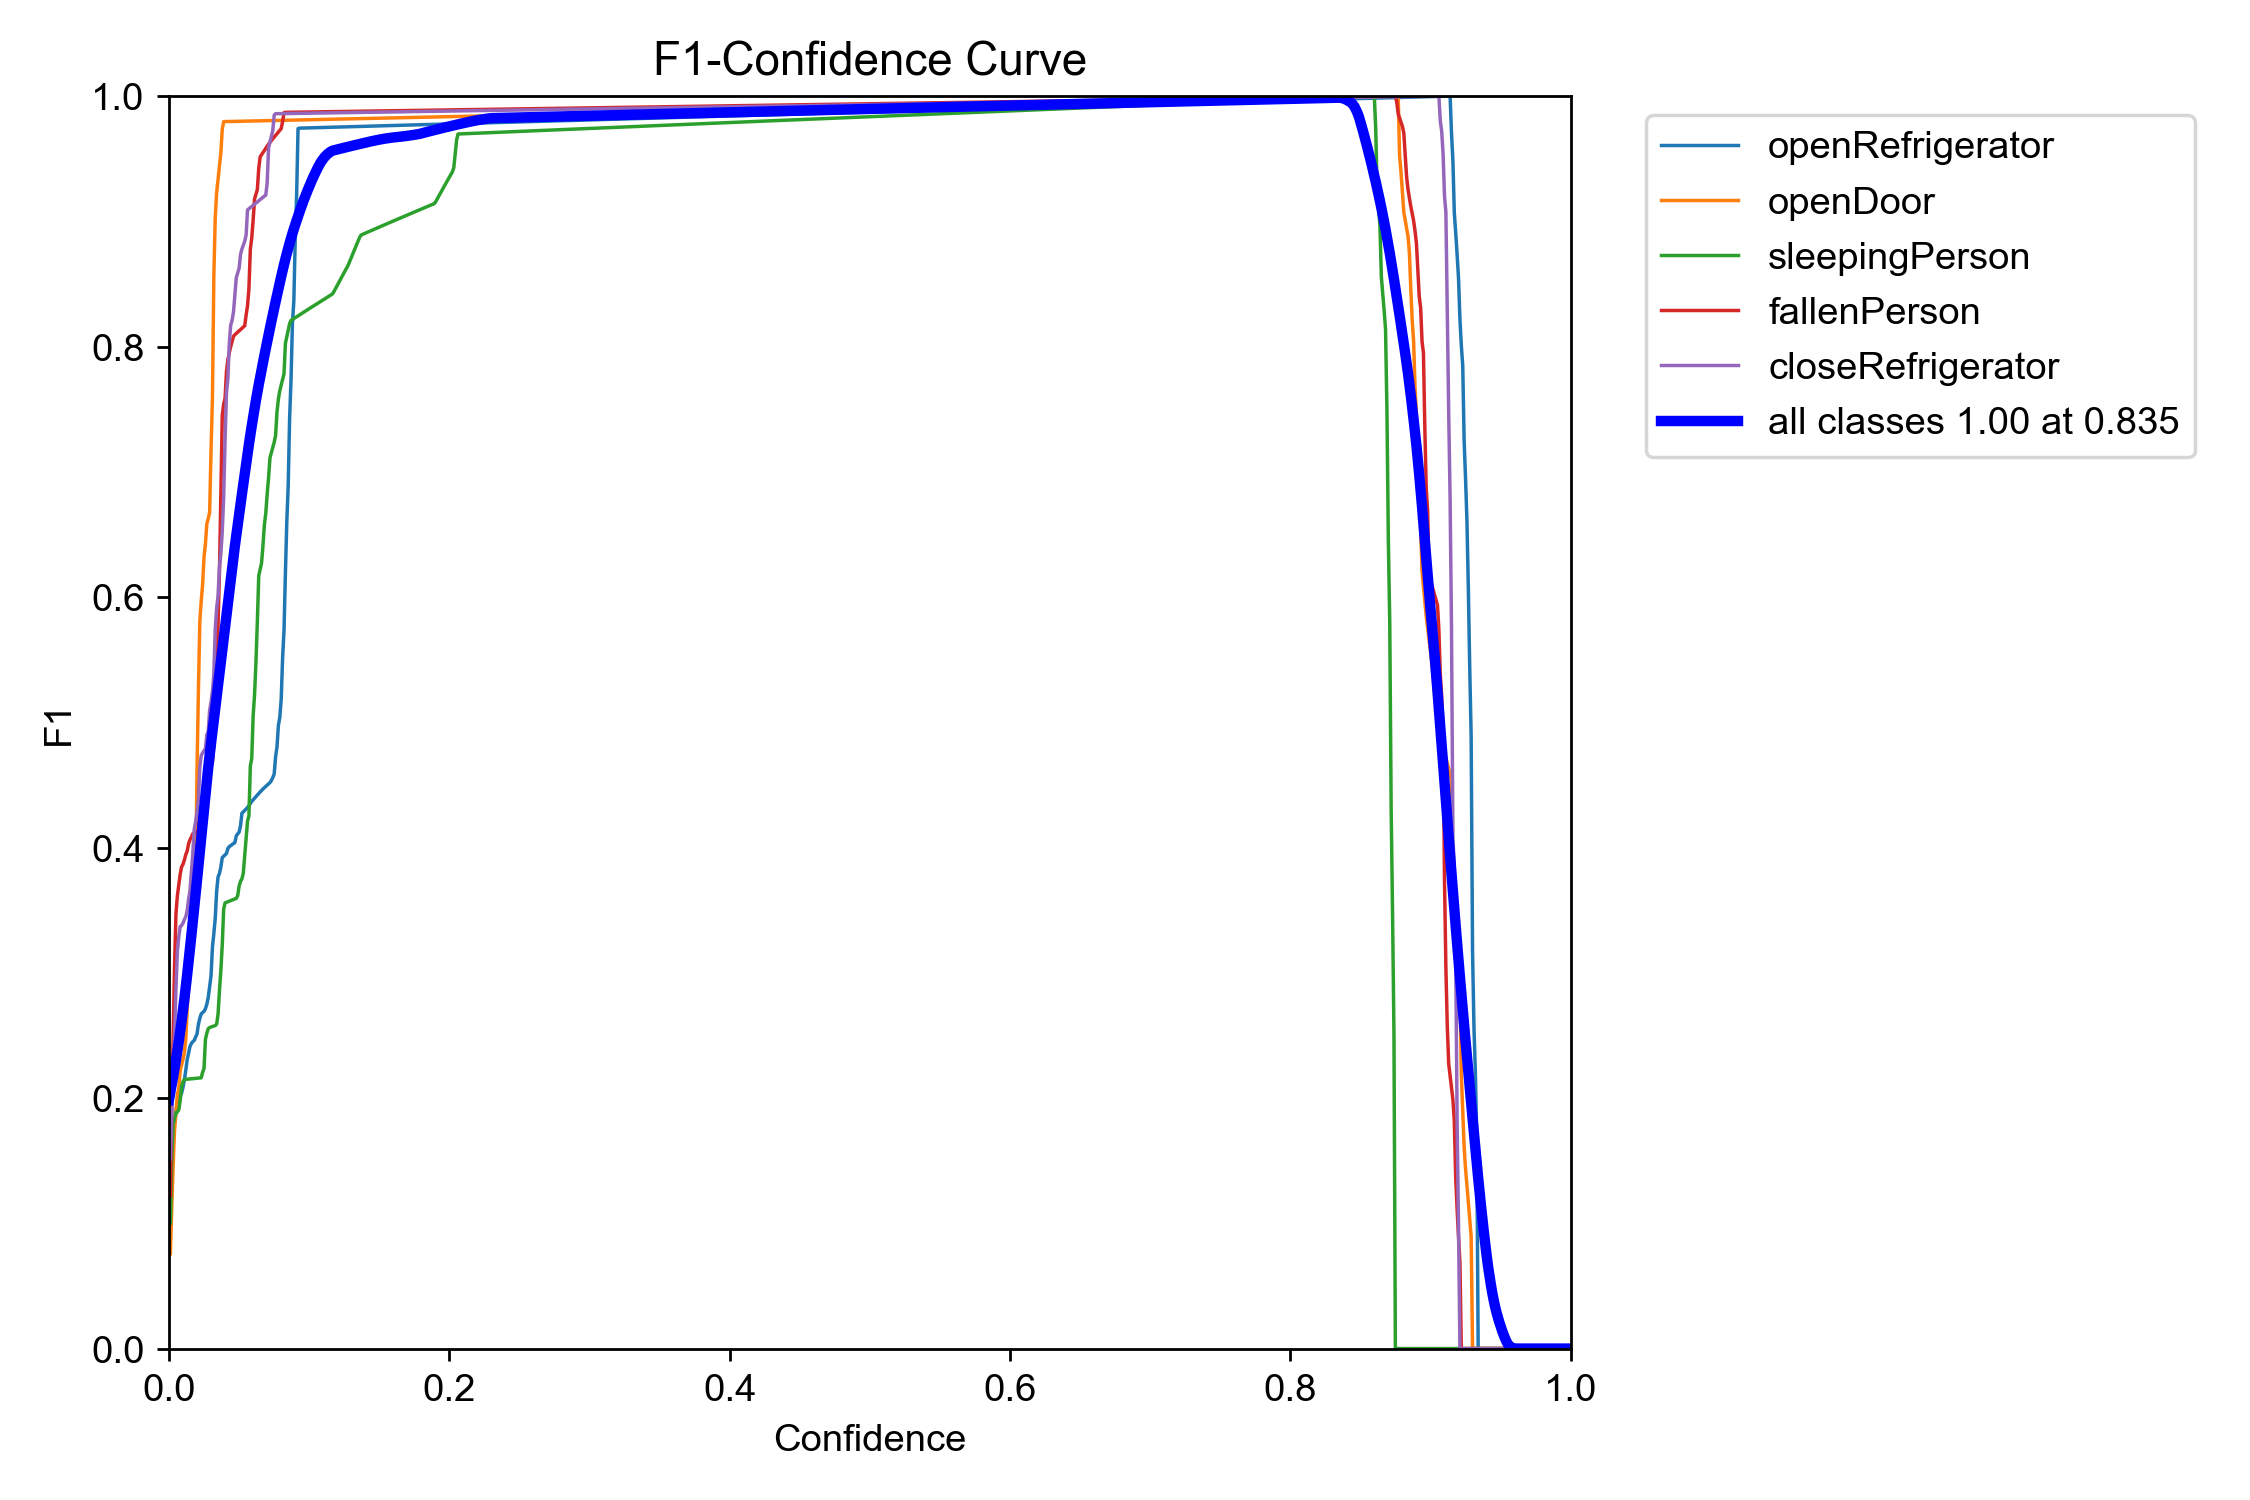 F1-Confidence Curve
1.0
0.8
0.6
0.4
0.2
0.0
F1
0.0 0.2 0.4 0.6 0.8 1.0
Confidence
openRefrigerator
openDoor
sleepingPerson
fallenPerson
closeRefrigerator
all classes 1.00 at 0.835